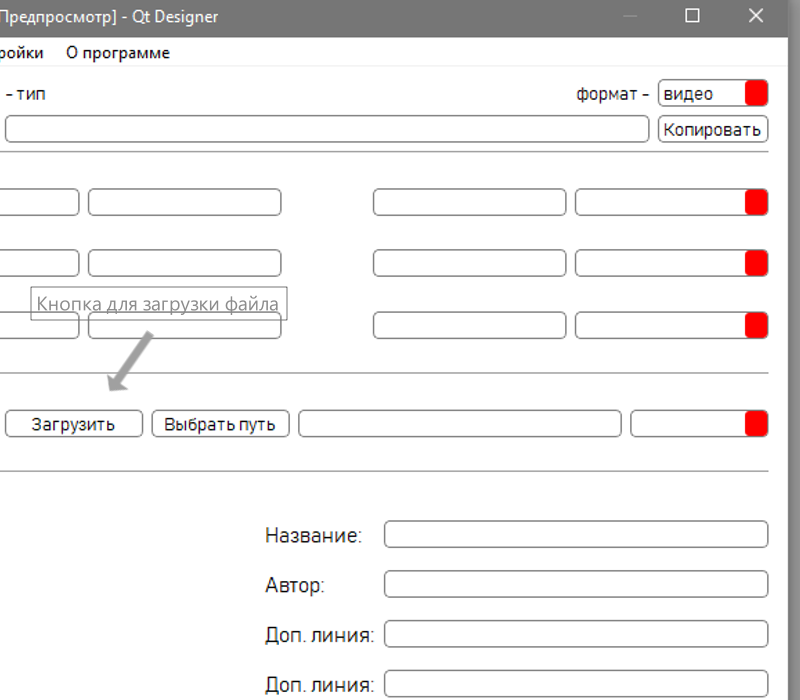 Предпросмотр] - Qt Designer
ройки О программе
- тип формат - видео
Копировать
Кнопка для загрузки файла
Загрузить Выбрать путь
Название:
Автор:
Доп. линия:
Доп. линия: